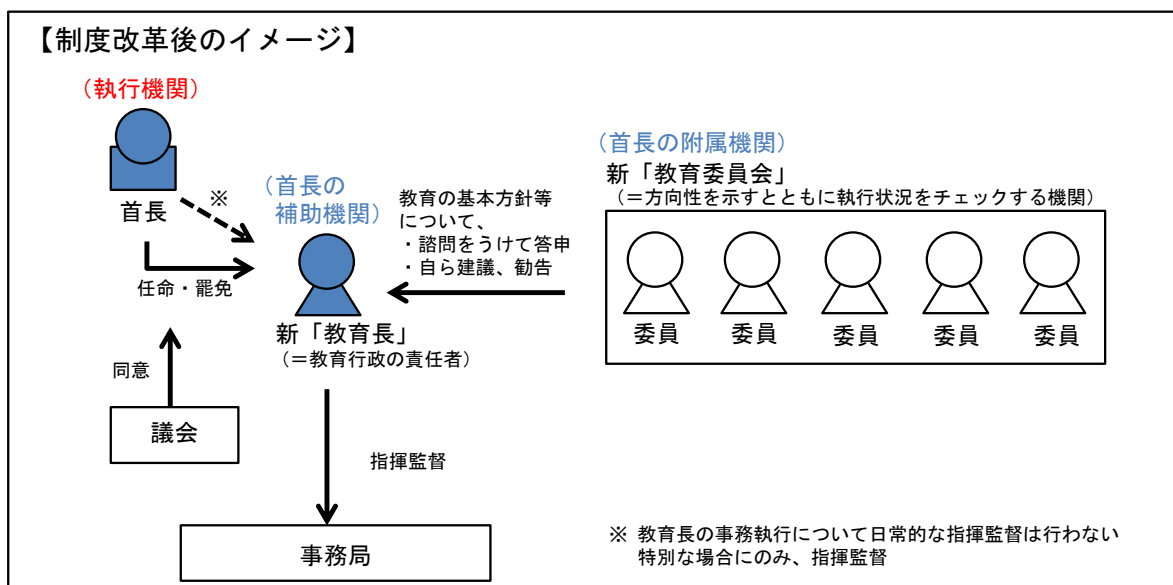 【制度改革後のイメージ】
（執行機関）
首長
※
任命・罷免
同意
議会
（首長の
補助機関）
新「教育長」
（＝教育行政の責任者）
指揮監督
事務局
教育の基本方針等
について、
・諮問をうけて答申
・自ら建議、勧告
（首長の附属機関）
新「教育委員会」
（＝方向性を示すとともに執行状況をチェックする機関）
委員 委員 委員 委員 委員
※ 教育長の事務執行について日常的な指揮監督は行わない
特別な場合にのみ、指揮監督